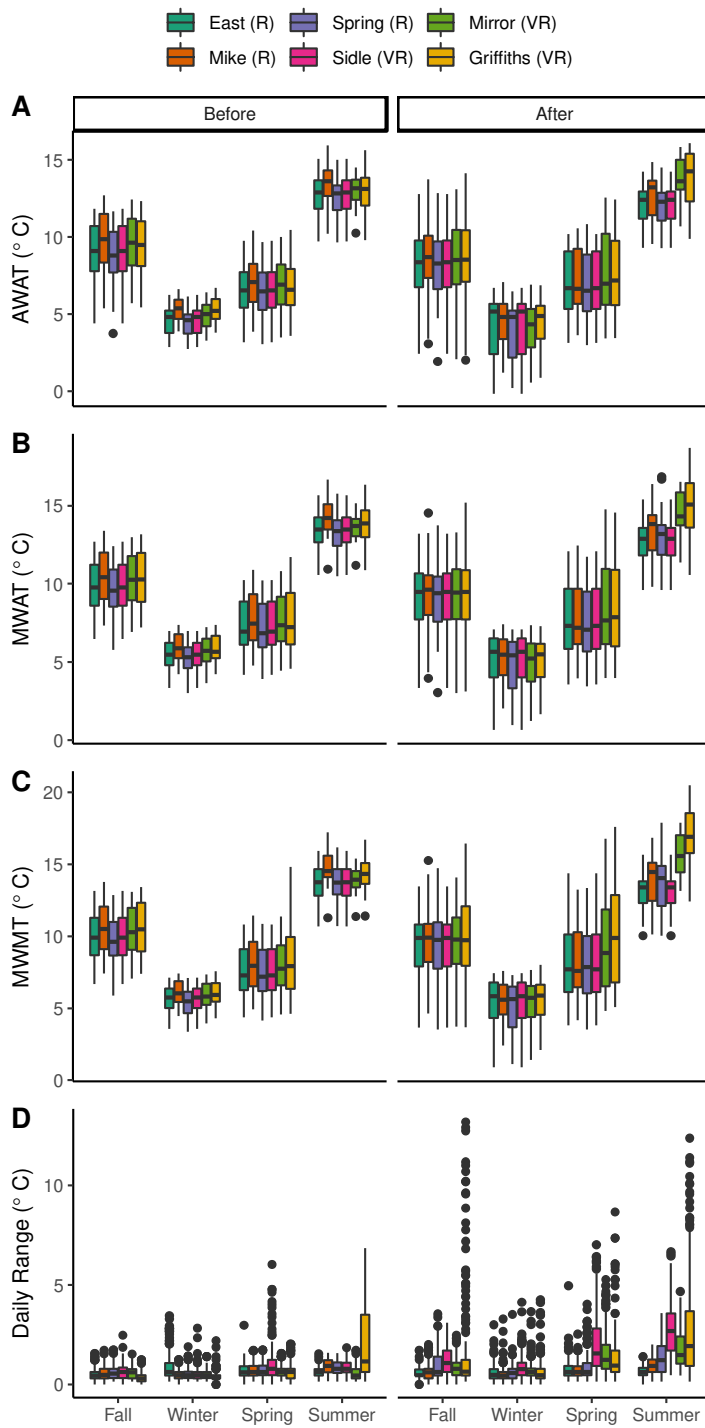 East (R) Spring (R) Mirror (VR)
Mike (R) Sidle (VR) Griffiths (VR)
A
Before After
AWAT (° C)
15
10
5
0
B
MWAT (° C)
15
10
5
0
C
MWMT (° C)
20
15
10
5
0
D
Daily Range (° C)
10
5
0
Fall Winter Spring Summer Fall Winter Spring Summer